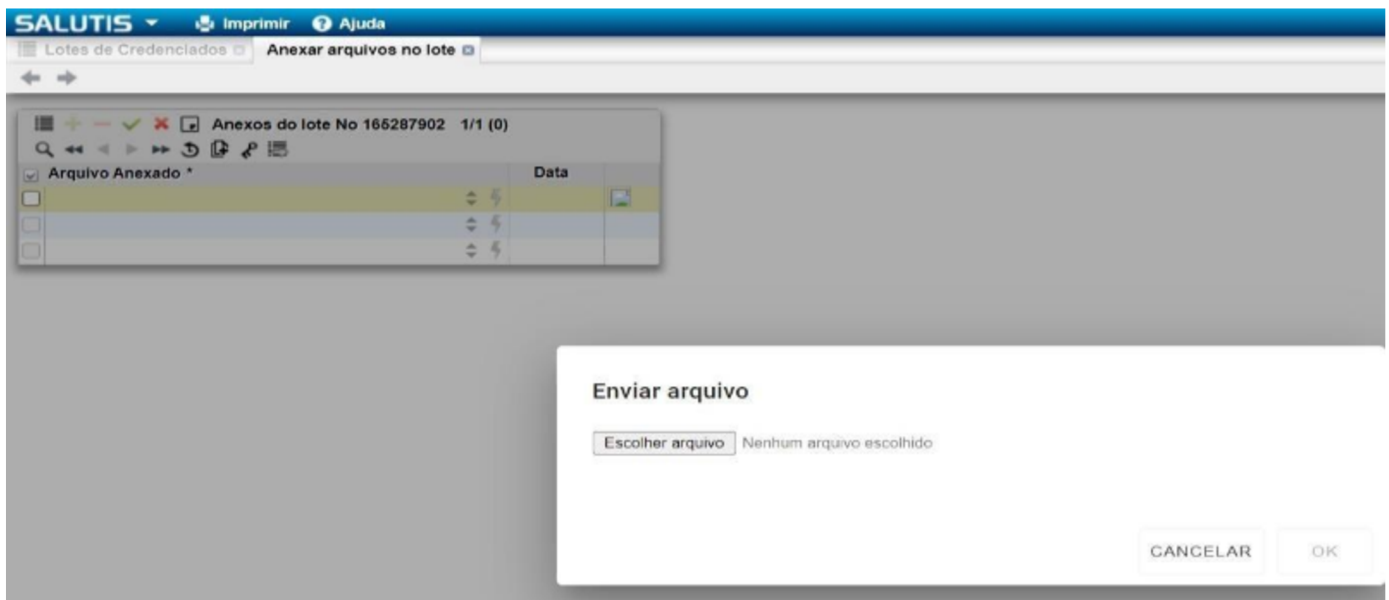 SALUTIS Imprimir Ajuda
Lotes de Credenciados Anexar arquivos no lote
Anexos do lote No 165287902 1/1 (0)
Arquivo Anexado * Data
Enviar arquivo
Escolher arquivo Nenhum arquivo escolhido
CANCELAR OK